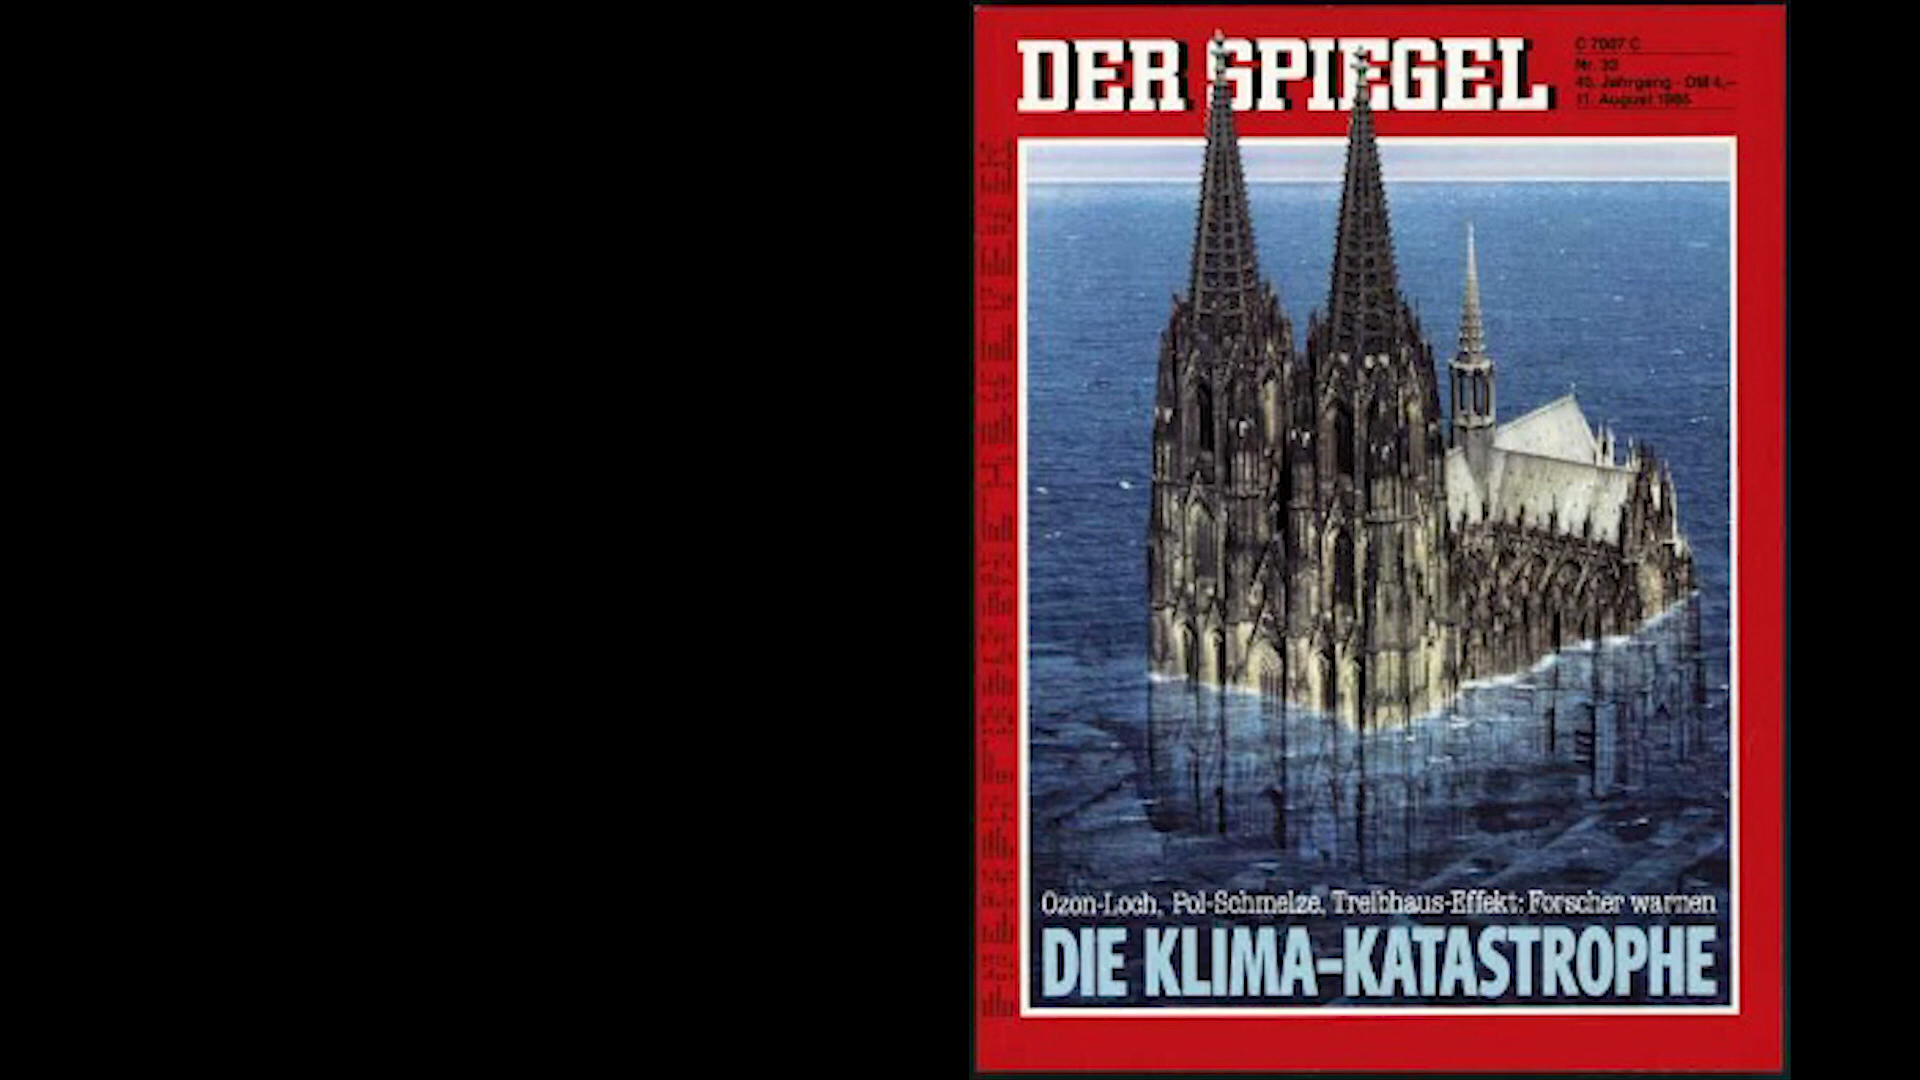 DER SPIEGEL
C 7007 C
Nr. 33
40. Jahrgang · DM 4,–
11. August 1986
Ozon-Loch, Pol-Schmelze, Treibhaus-Effekt: Forscher warnen
DIE KLIMA-KATASTROPHE